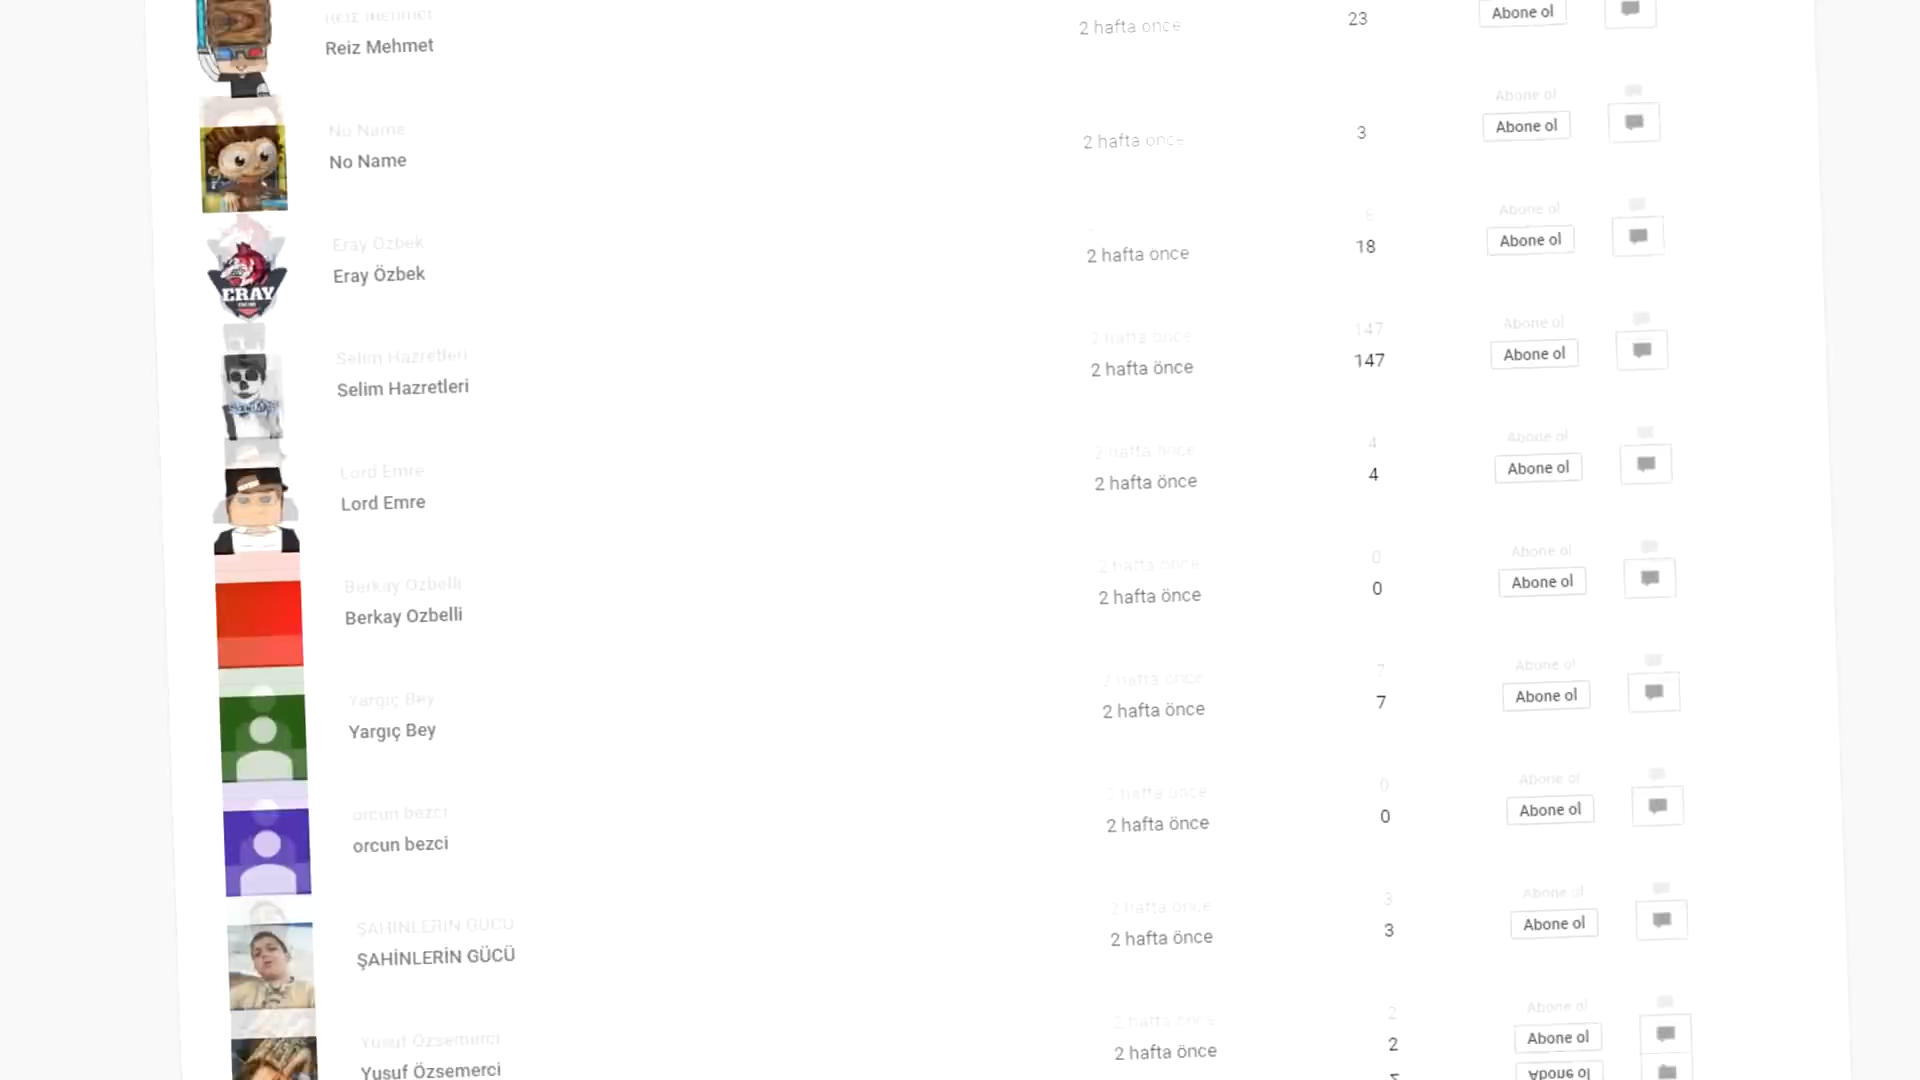 Reiz Mehmet 2 hafta önce 23 Abone ol
No Name 2 hafta önce 3 Abone ol
Eray Özbek 2 hafta önce 18 Abone ol
ERAY
Selim Hazretleri 2 hafta önce 147 Abone ol
Lord Emre 2 hafta önce 4 Abone ol
Berkay Ozbelli 2 hafta önce 0 Abone ol
Yargıç Bey 2 hafta önce 7 Abone ol
orcun bezci 2 hafta önce 0 Abone ol
ŞAHİNLERİN GÜCÜ 2 hafta önce 3 Abone ol
Yusuf Özsemerci 2 hafta önce 2 Abone ol